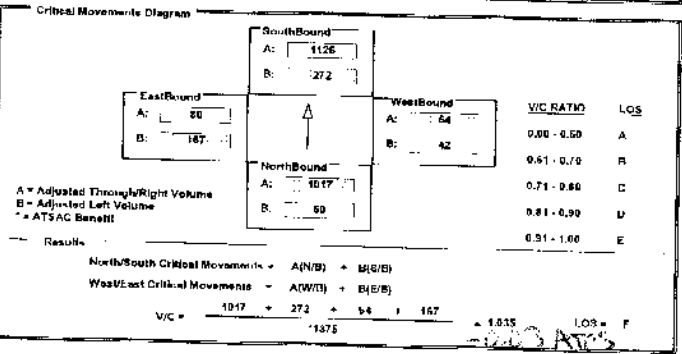 Critical Movements Diagram
SouthBound
A: 1126
B: 272
EastBound
A: 80
B: 167
WestBound
A: 64
B: 42
NorthBound
A: 1017
B: 60
V/C RATIO LOS
0.00 - 0.60 A
0.61 - 0.70 B
0.71 - 0.80 C
0.81 - 0.90 D
0.91 - 1.00 E
A = Adjusted Through/Right Volume
B = Adjusted Left Volume
* = ATSAC Benefit
Results
North/South Critical Movements = A(N/B) + B(S/B)
West/East Critical Movements = A(W/B) + B(E/B)
V/C = 1017 + 272 + 64 + 167
*1375
= 1.035 LOS = F